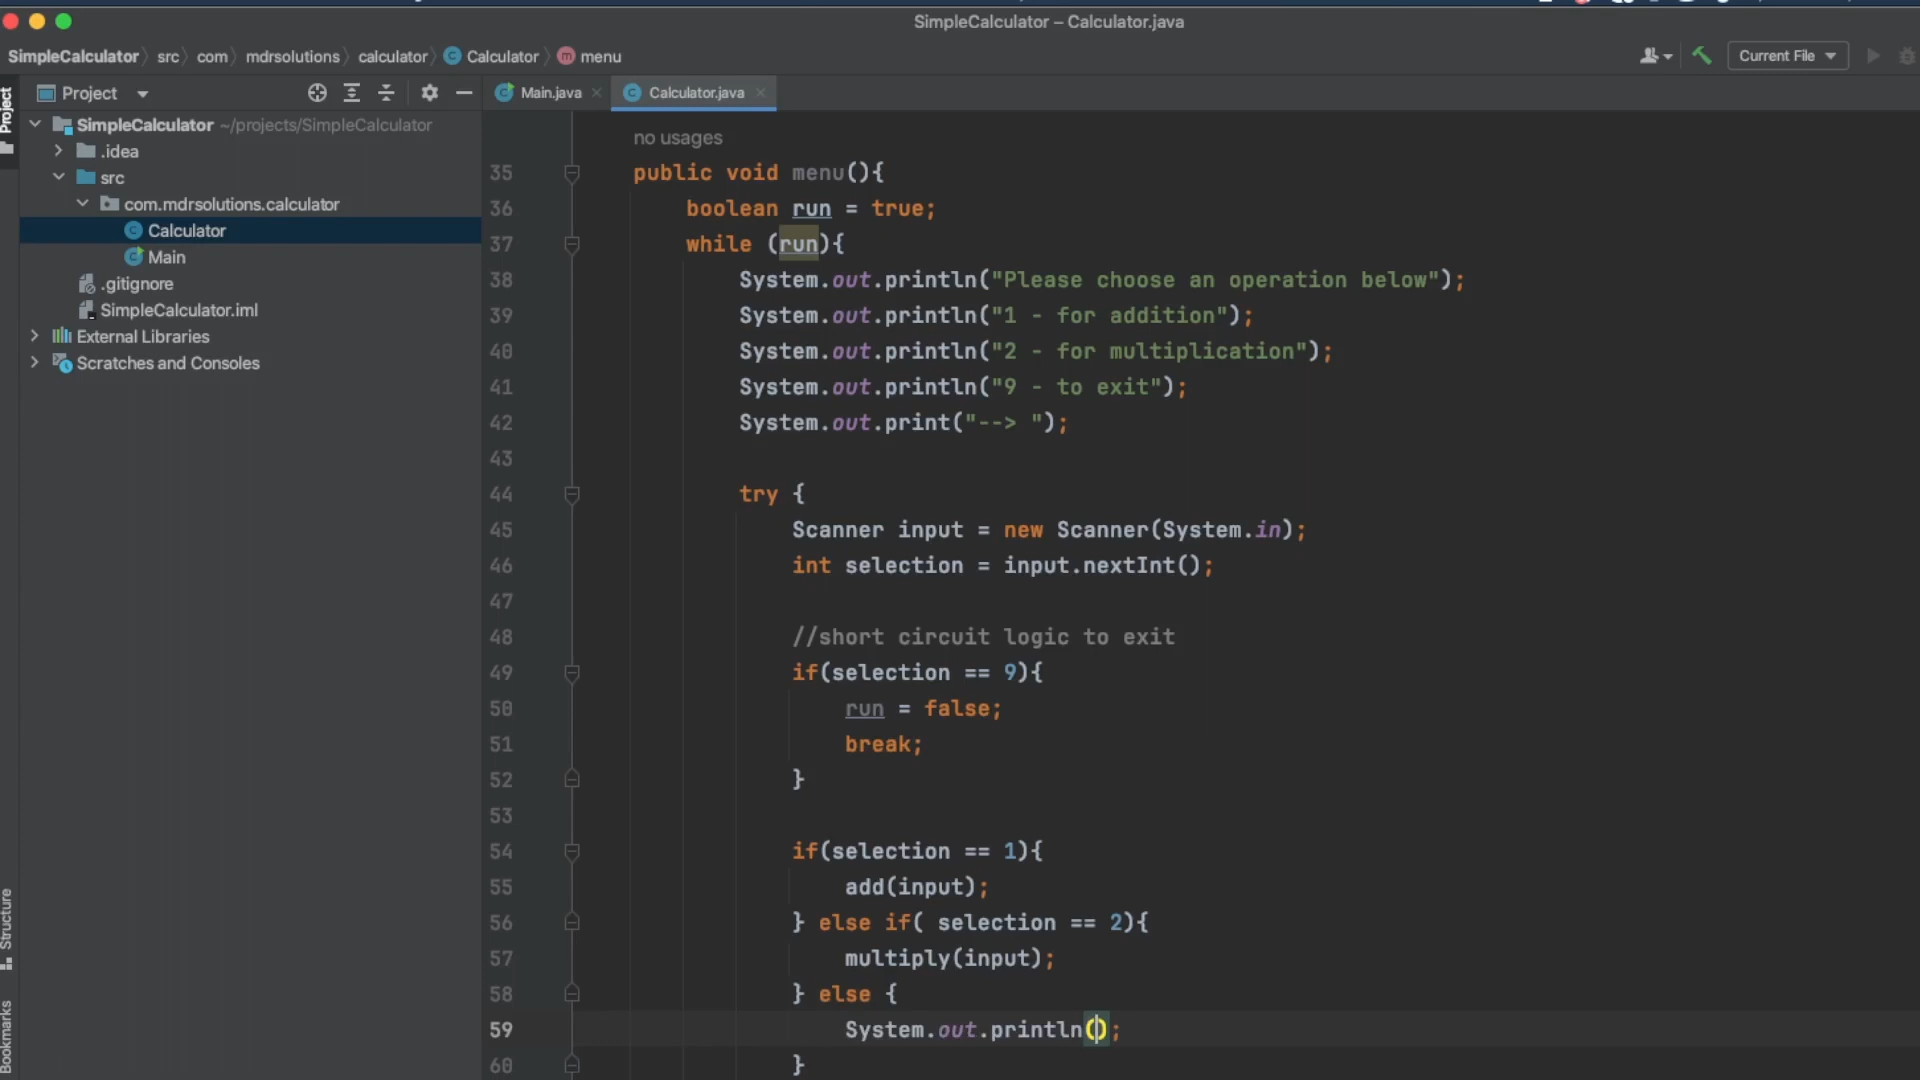 SimpleCalculator – Calculator.java
SimpleCalculator src com mdrsolutions calculator Calculator menu
Current File
Project
Main.java Calculator.java
Project
SimpleCalculator ~/projects/SimpleCalculator
.idea
src
com.mdrsolutions.calculator
Calculator
Main
.gitignore
SimpleCalculator.iml
External Libraries
Scratches and Consoles
Structure
Bookmarks
no usages
35 public void menu(){
36 boolean run = true;
37 while (run){
38 System.out.println("Please choose an operation below");
39 System.out.println("1 - for addition");
40 System.out.println("2 - for multiplication");
41 System.out.println("9 - to exit");
42 System.out.print("--> ");
43
44 try {
45 Scanner input = new Scanner(System.in);
46 int selection = input.nextInt();
47
48 //short circuit logic to exit
49 if(selection == 9){
50 run = false;
51 break;
52 }
53
54 if(selection == 1){
55 add(input);
56 } else if( selection == 2){
57 multiply(input);
58 } else {
59 System.out.println();
60 }